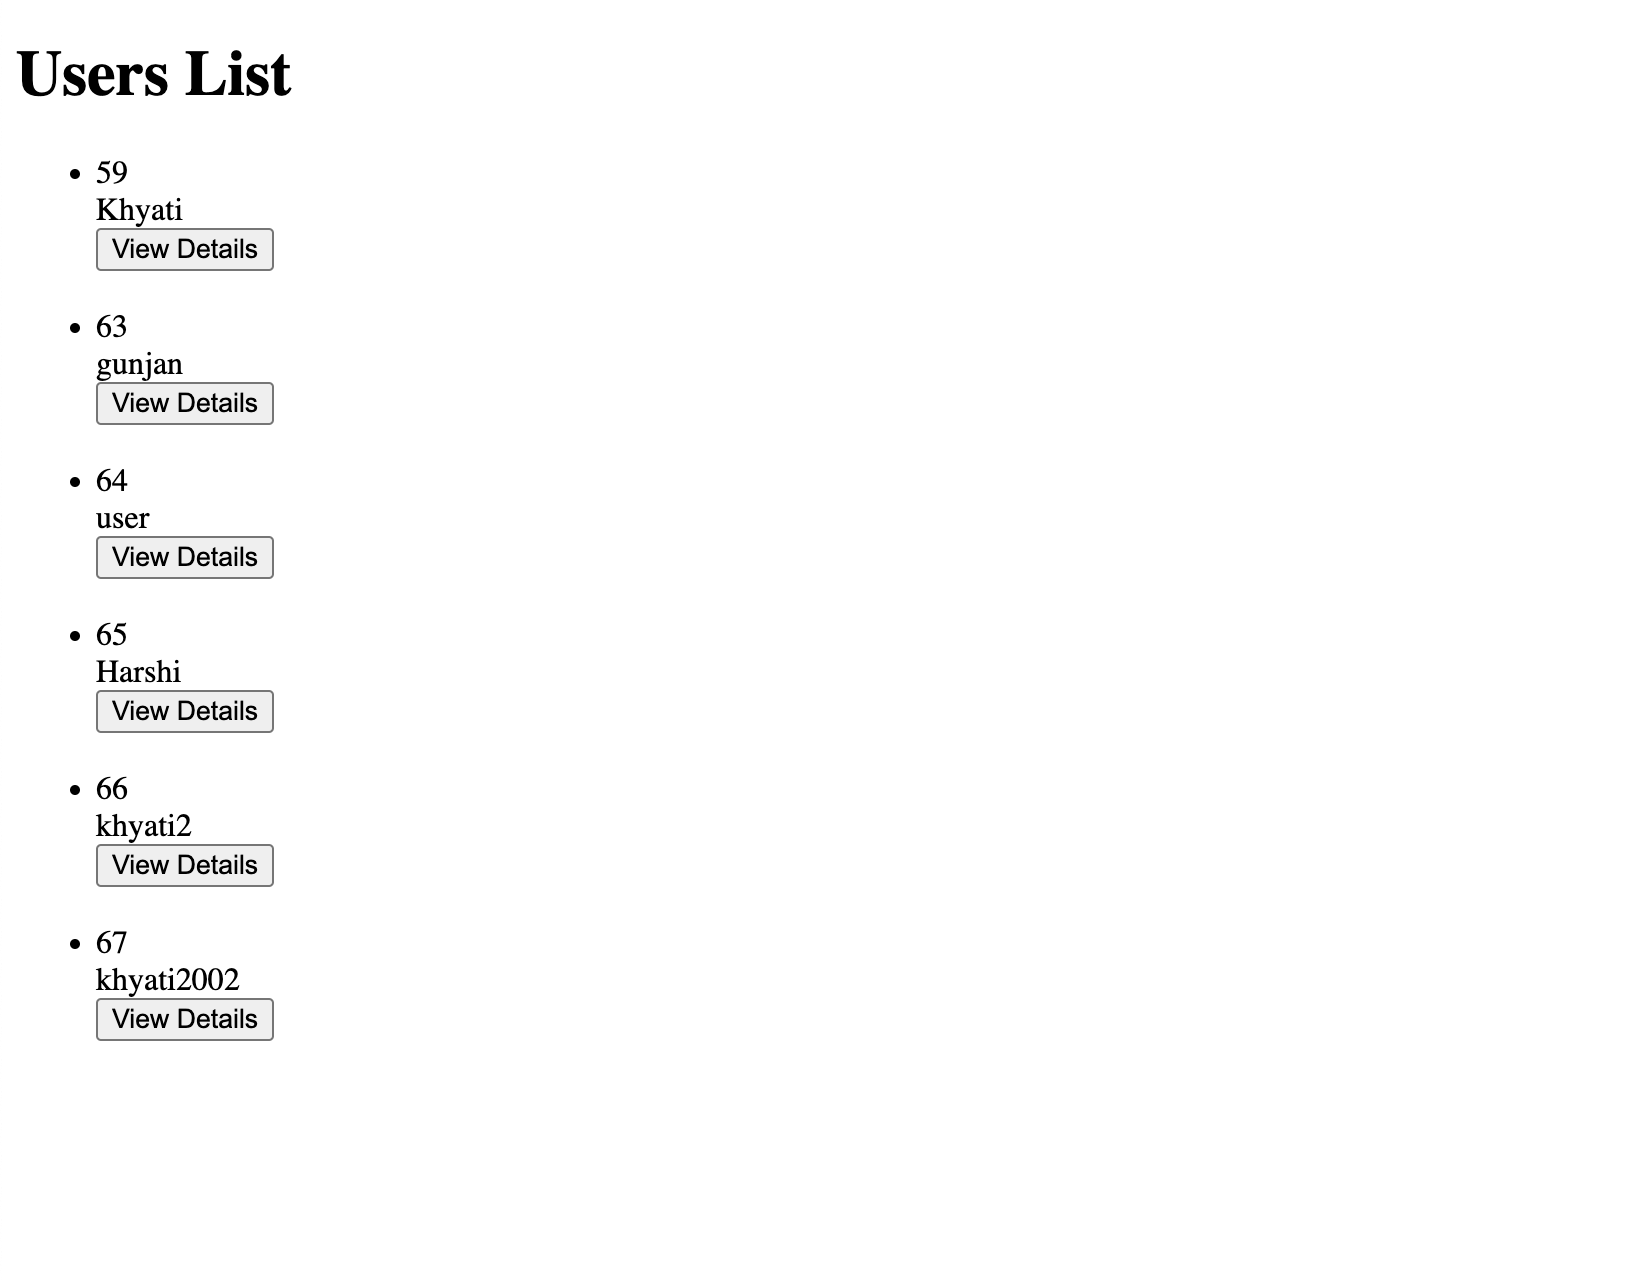 Users List
59
Khyati
View Details
63
gunjan
View Details
64
user
View Details
65
Harshi
View Details
66
khyati2
View Details
67
khyati2002
View Details